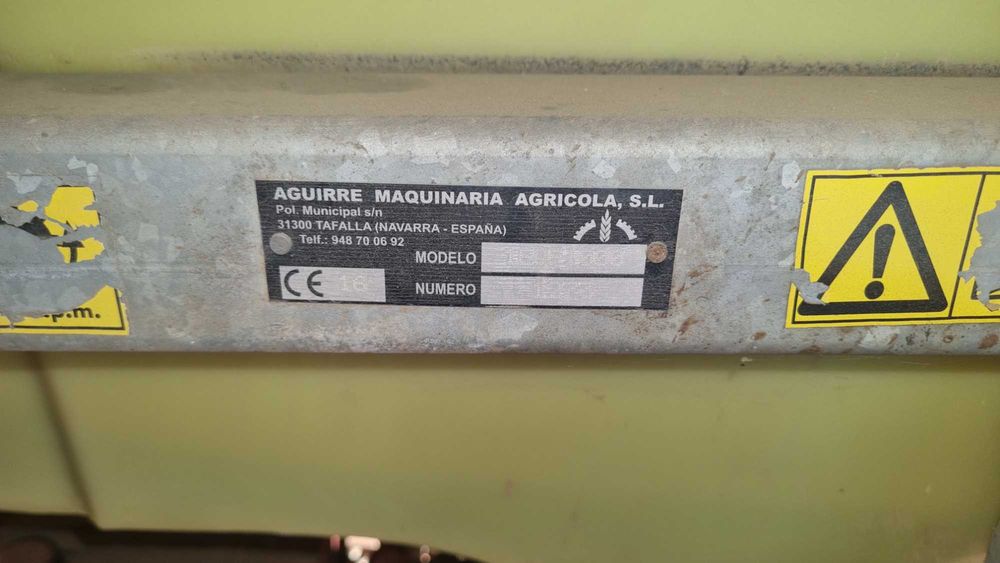 AGUIRRE MAQUINARIA AGRICOLA, S.L.
Pol. Municipal s/n
31300 TAFALLA (NAVARRA - ESPAÑA)
Telf.: 948 70 06 92
MODELO
NUMERO
CE 16
.p.m.